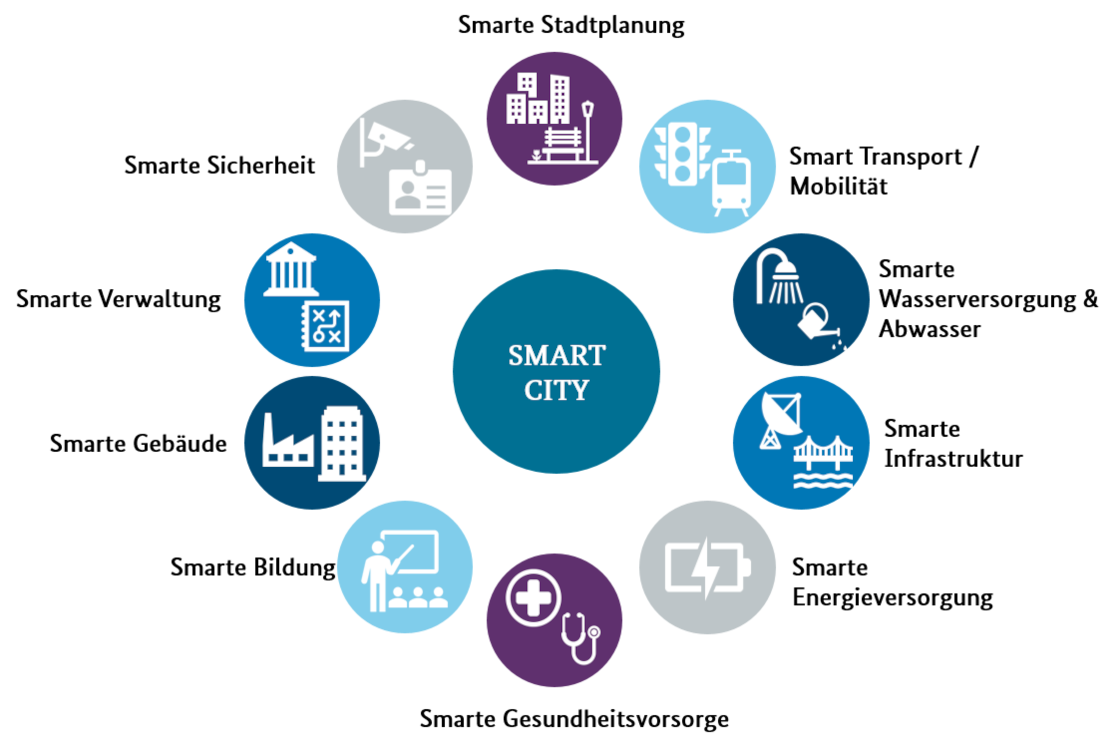 Smarte Stadtplanung
Smart Transport /
Mobilität
Smarte
Wasserversorgung &
Abwasser
Smarte
Infrastruktur
Smarte
Energieversorgung
Smarte Gesundheitsvorsorge
Smarte Bildung
Smarte Gebäude
Smarte Verwaltung
Smarte Sicherheit
SMART
CITY